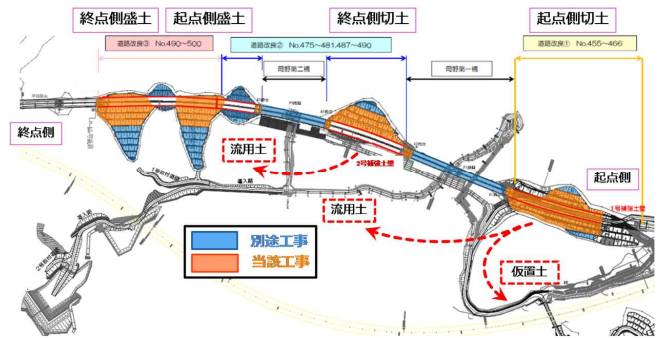 終点側盛土 起点側盛土 終点側切土 起点側切土
道路改良③ No.490～500 道路改良② No.475～481,487～490 道路改良① No.455～466
岡野第二橋 岡野第一橋
終点側
起点側
1号補強土壁
2号補強土壁
流用土
流用土
仮置土
別途工事
当該工事
進入路